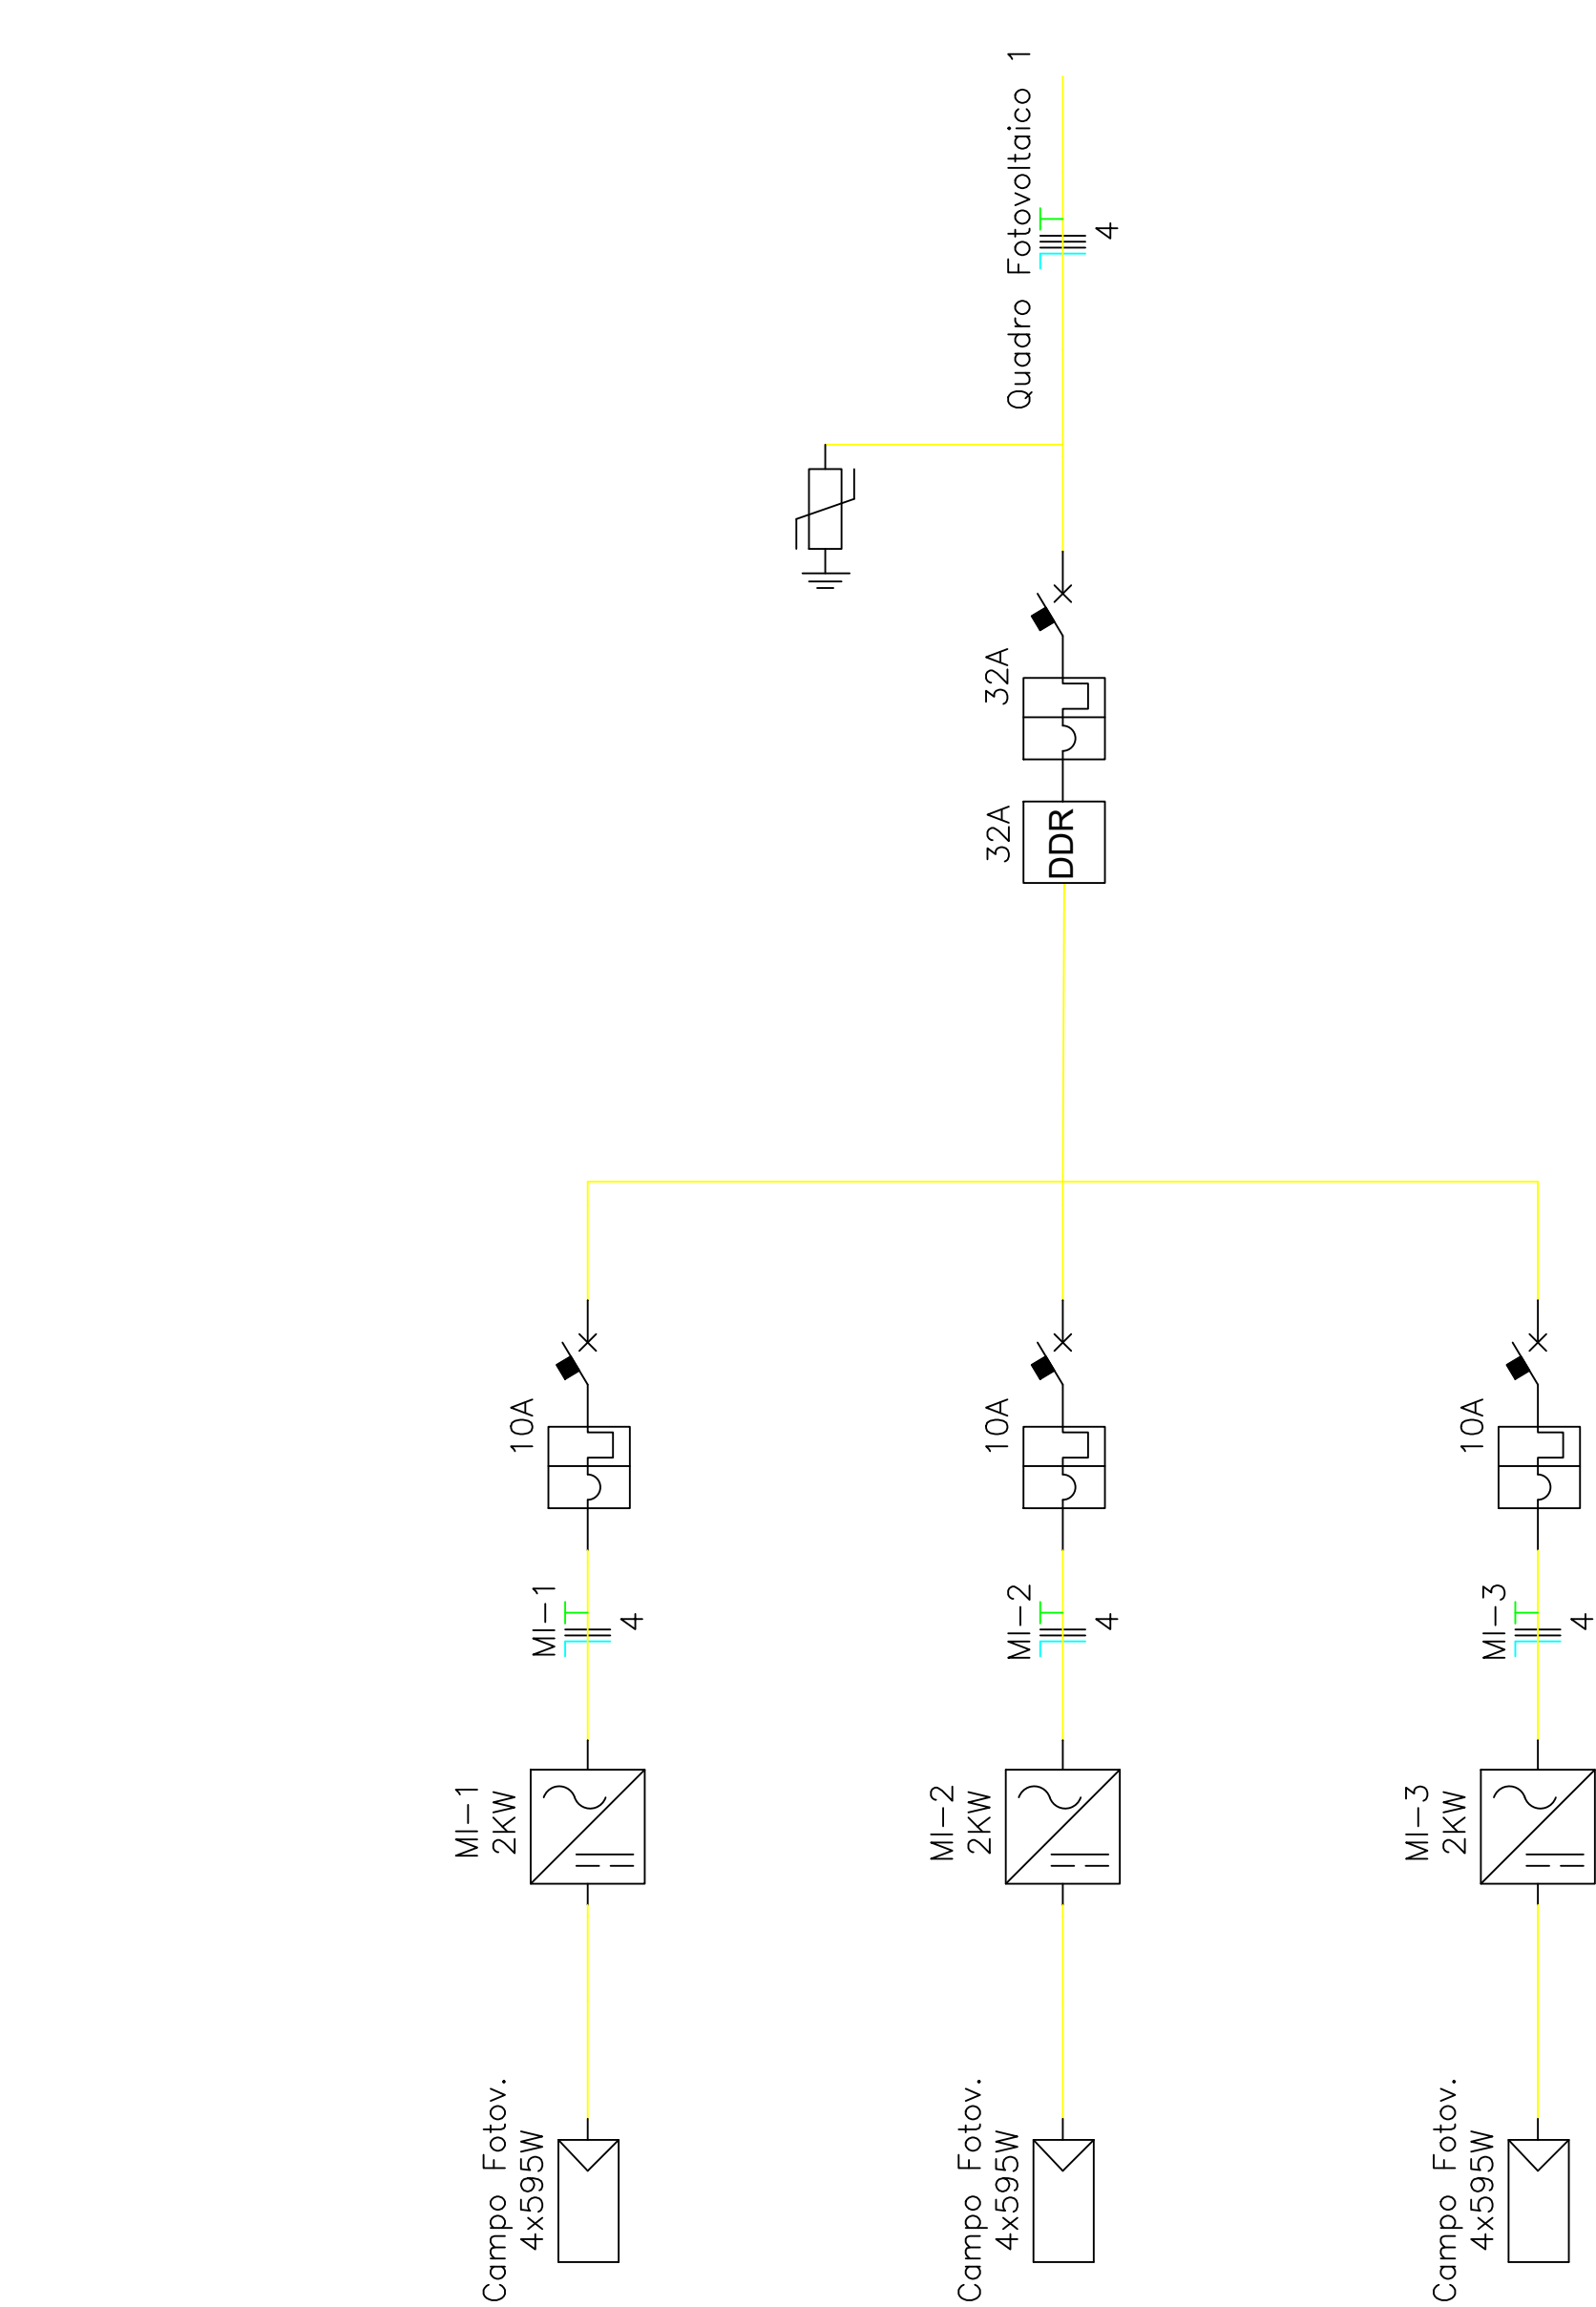 Quadro Fotovoltaico 1
4
32A
32A
10A
10A
10A
DDR
MI-1
4
MI-2
4
MI-3
4
MI-1
2KW
MI-2
2KW
MI-3
2KW
Campo Fotov.
4x595W
Campo Fotov.
4x595W
Campo Fotov.
4x595W